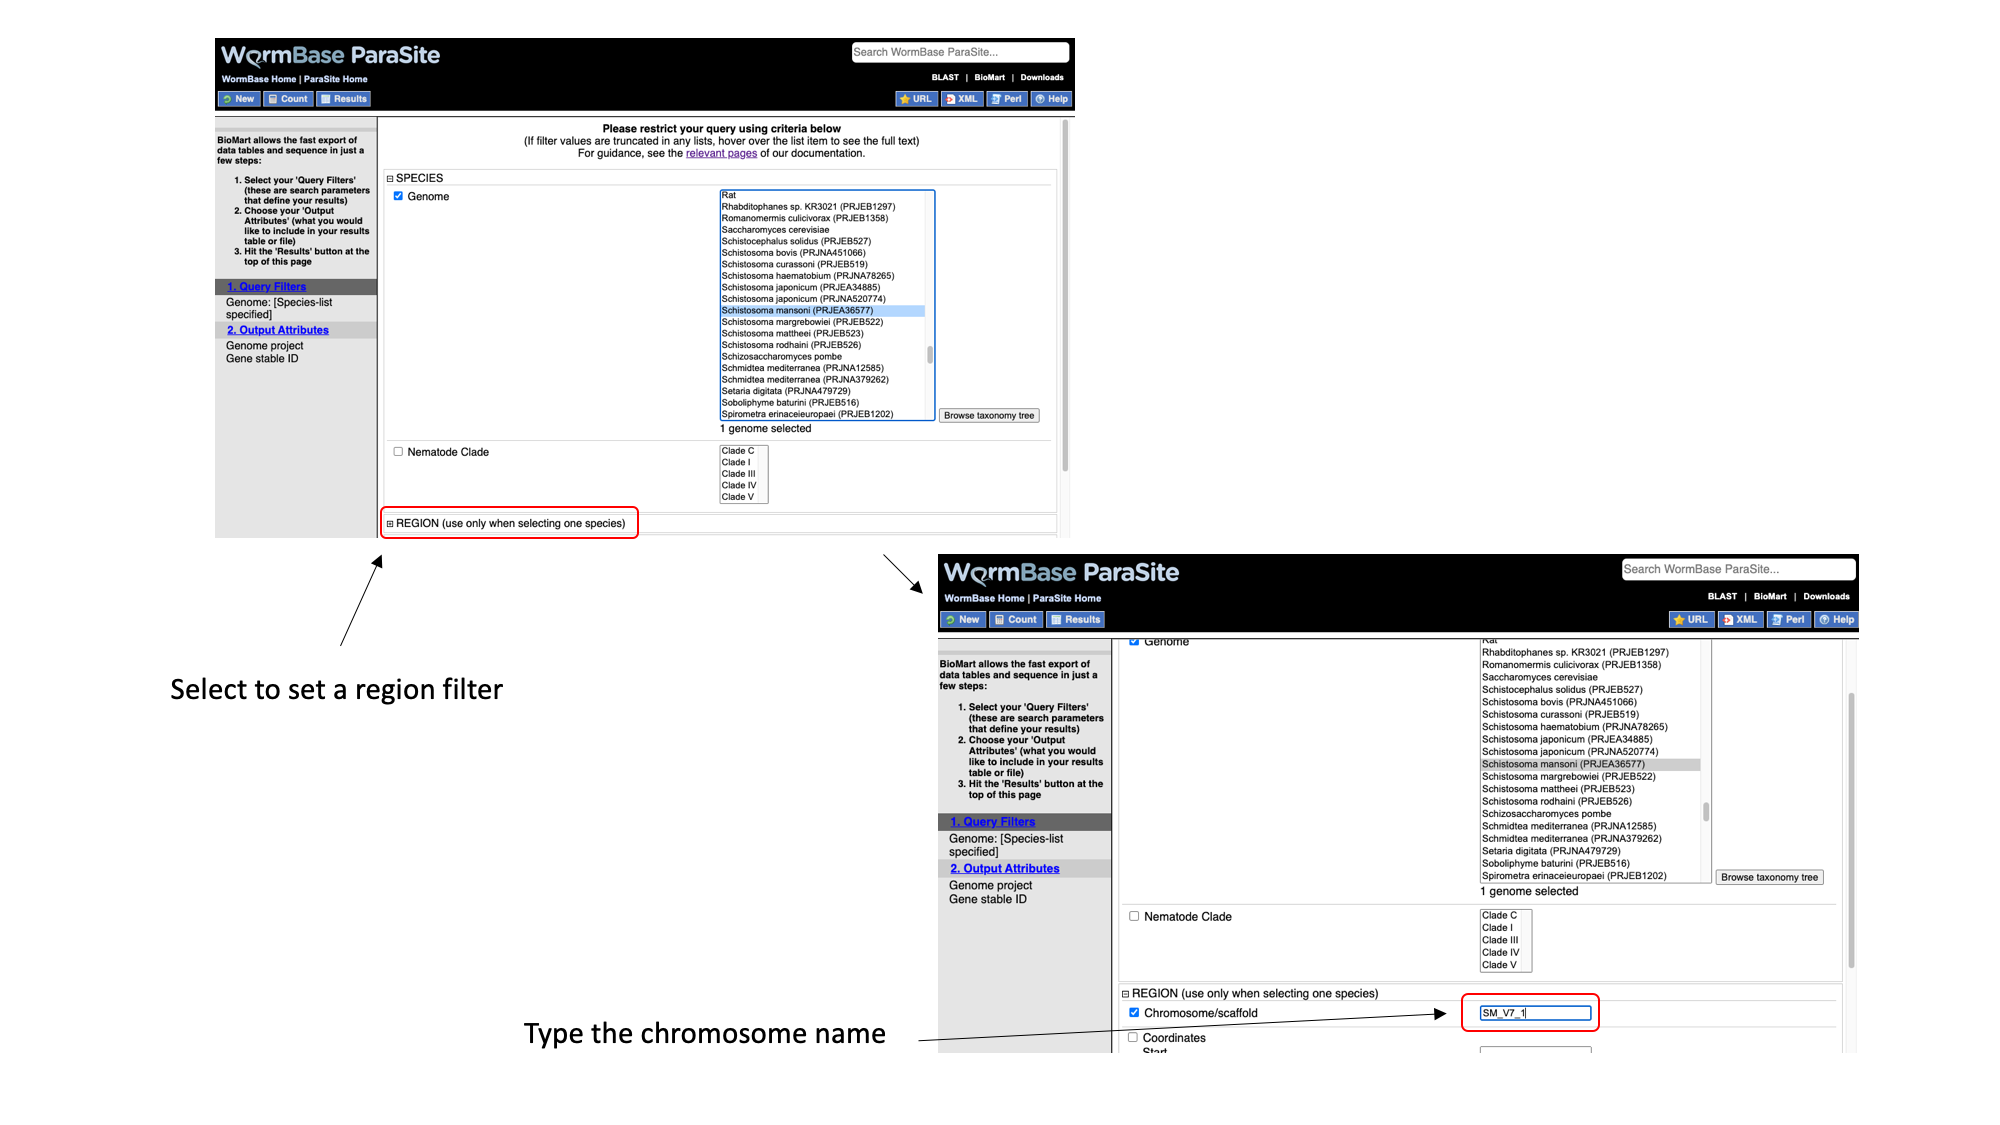 WormBase ParaSite
Search WormBase ParaSite...
WormBase Home | ParaSite Home
BLAST | BioMart | Downloads
New Count Results
URL XML Perl Help
BioMart allows the fast export of
data tables and sequence in just a
few steps:
1. Select your 'Query Filters'
(these are search parameters
that define your results)
2. Choose your 'Output
Attributes' (what you would
like to include in your results
table or file)
3. Hit the 'Results' button at the
top of this page
1. Query Filters
Genome: [Species-list
specified]
2. Output Attributes
Genome project
Gene stable ID
Please restrict your query using criteria below
(If filter values are truncated in any lists, hover over the list item to see the full text)
For guidance, see the relevant pages of our documentation.
SPECIES
Genome
Rat
Rhabditophanes sp. KR3021 (PRJEB1297)
Romanomermis culicivorax (PRJEB1358)
Saccharomyces cerevisiae
Schistocephalus solidus (PRJEB527)
Schistosoma bovis (PRJNA451066)
Schistosoma curassoni (PRJEB519)
Schistosoma haematobium (PRJNA78265)
Schistosoma japonicum (PRJEA34885)
Schistosoma japonicum (PRJNA520774)
Schistosoma mansoni (PRJEA36577)
Schistosoma margrebowiei (PRJEB522)
Schistosoma mattheei (PRJEB523)
Schistosoma rodhaini (PRJEB526)
Schizosaccharomyces pombe
Schmidtea mediterranea (PRJNA12585)
Schmidtea mediterranea (PRJNA379262)
Setaria digitata (PRJNA479729)
Soboliphyme baturini (PRJEB516)
Spirometra erinaceieuropaei (PRJEB1202)
Browse taxonomy tree
1 genome selected
Nematode Clade
Clade C
Clade I
Clade III
Clade IV
Clade V
REGION (use only when selecting one species)
Select to set a region filter
WormBase ParaSite
Search WormBase ParaSite...
WormBase Home | ParaSite Home
BLAST | BioMart | Downloads
New Count Results
URL XML Perl Help
BioMart allows the fast export of
data tables and sequence in just a
few steps:
1. Select your 'Query Filters'
(these are search parameters
that define your results)
2. Choose your 'Output
Attributes' (what you would
like to include in your results
table or file)
3. Hit the 'Results' button at the
top of this page
1. Query Filters
Genome: [Species-list
specified]
2. Output Attributes
Genome project
Gene stable ID
Genome
Rat
Rhabditophanes sp. KR3021 (PRJEB1297)
Romanomermis culicivorax (PRJEB1358)
Saccharomyces cerevisiae
Schistocephalus solidus (PRJEB527)
Schistosoma bovis (PRJNA451066)
Schistosoma curassoni (PRJEB519)
Schistosoma haematobium (PRJNA78265)
Schistosoma japonicum (PRJEA34885)
Schistosoma japonicum (PRJNA520774)
Schistosoma mansoni (PRJEA36577)
Schistosoma margrebowiei (PRJEB522)
Schistosoma mattheei (PRJEB523)
Schistosoma rodhaini (PRJEB526)
Schizosaccharomyces pombe
Schmidtea mediterranea (PRJNA12585)
Schmidtea mediterranea (PRJNA379262)
Setaria digitata (PRJNA479729)
Soboliphyme baturini (PRJEB516)
Spirometra erinaceieuropaei (PRJEB1202)
Browse taxonomy tree
1 genome selected
Nematode Clade
Clade C
Clade I
Clade III
Clade IV
Clade V
REGION (use only when selecting one species)
Chromosome/scaffold
SM_V7_1
Coordinates
Start
Type the chromosome name